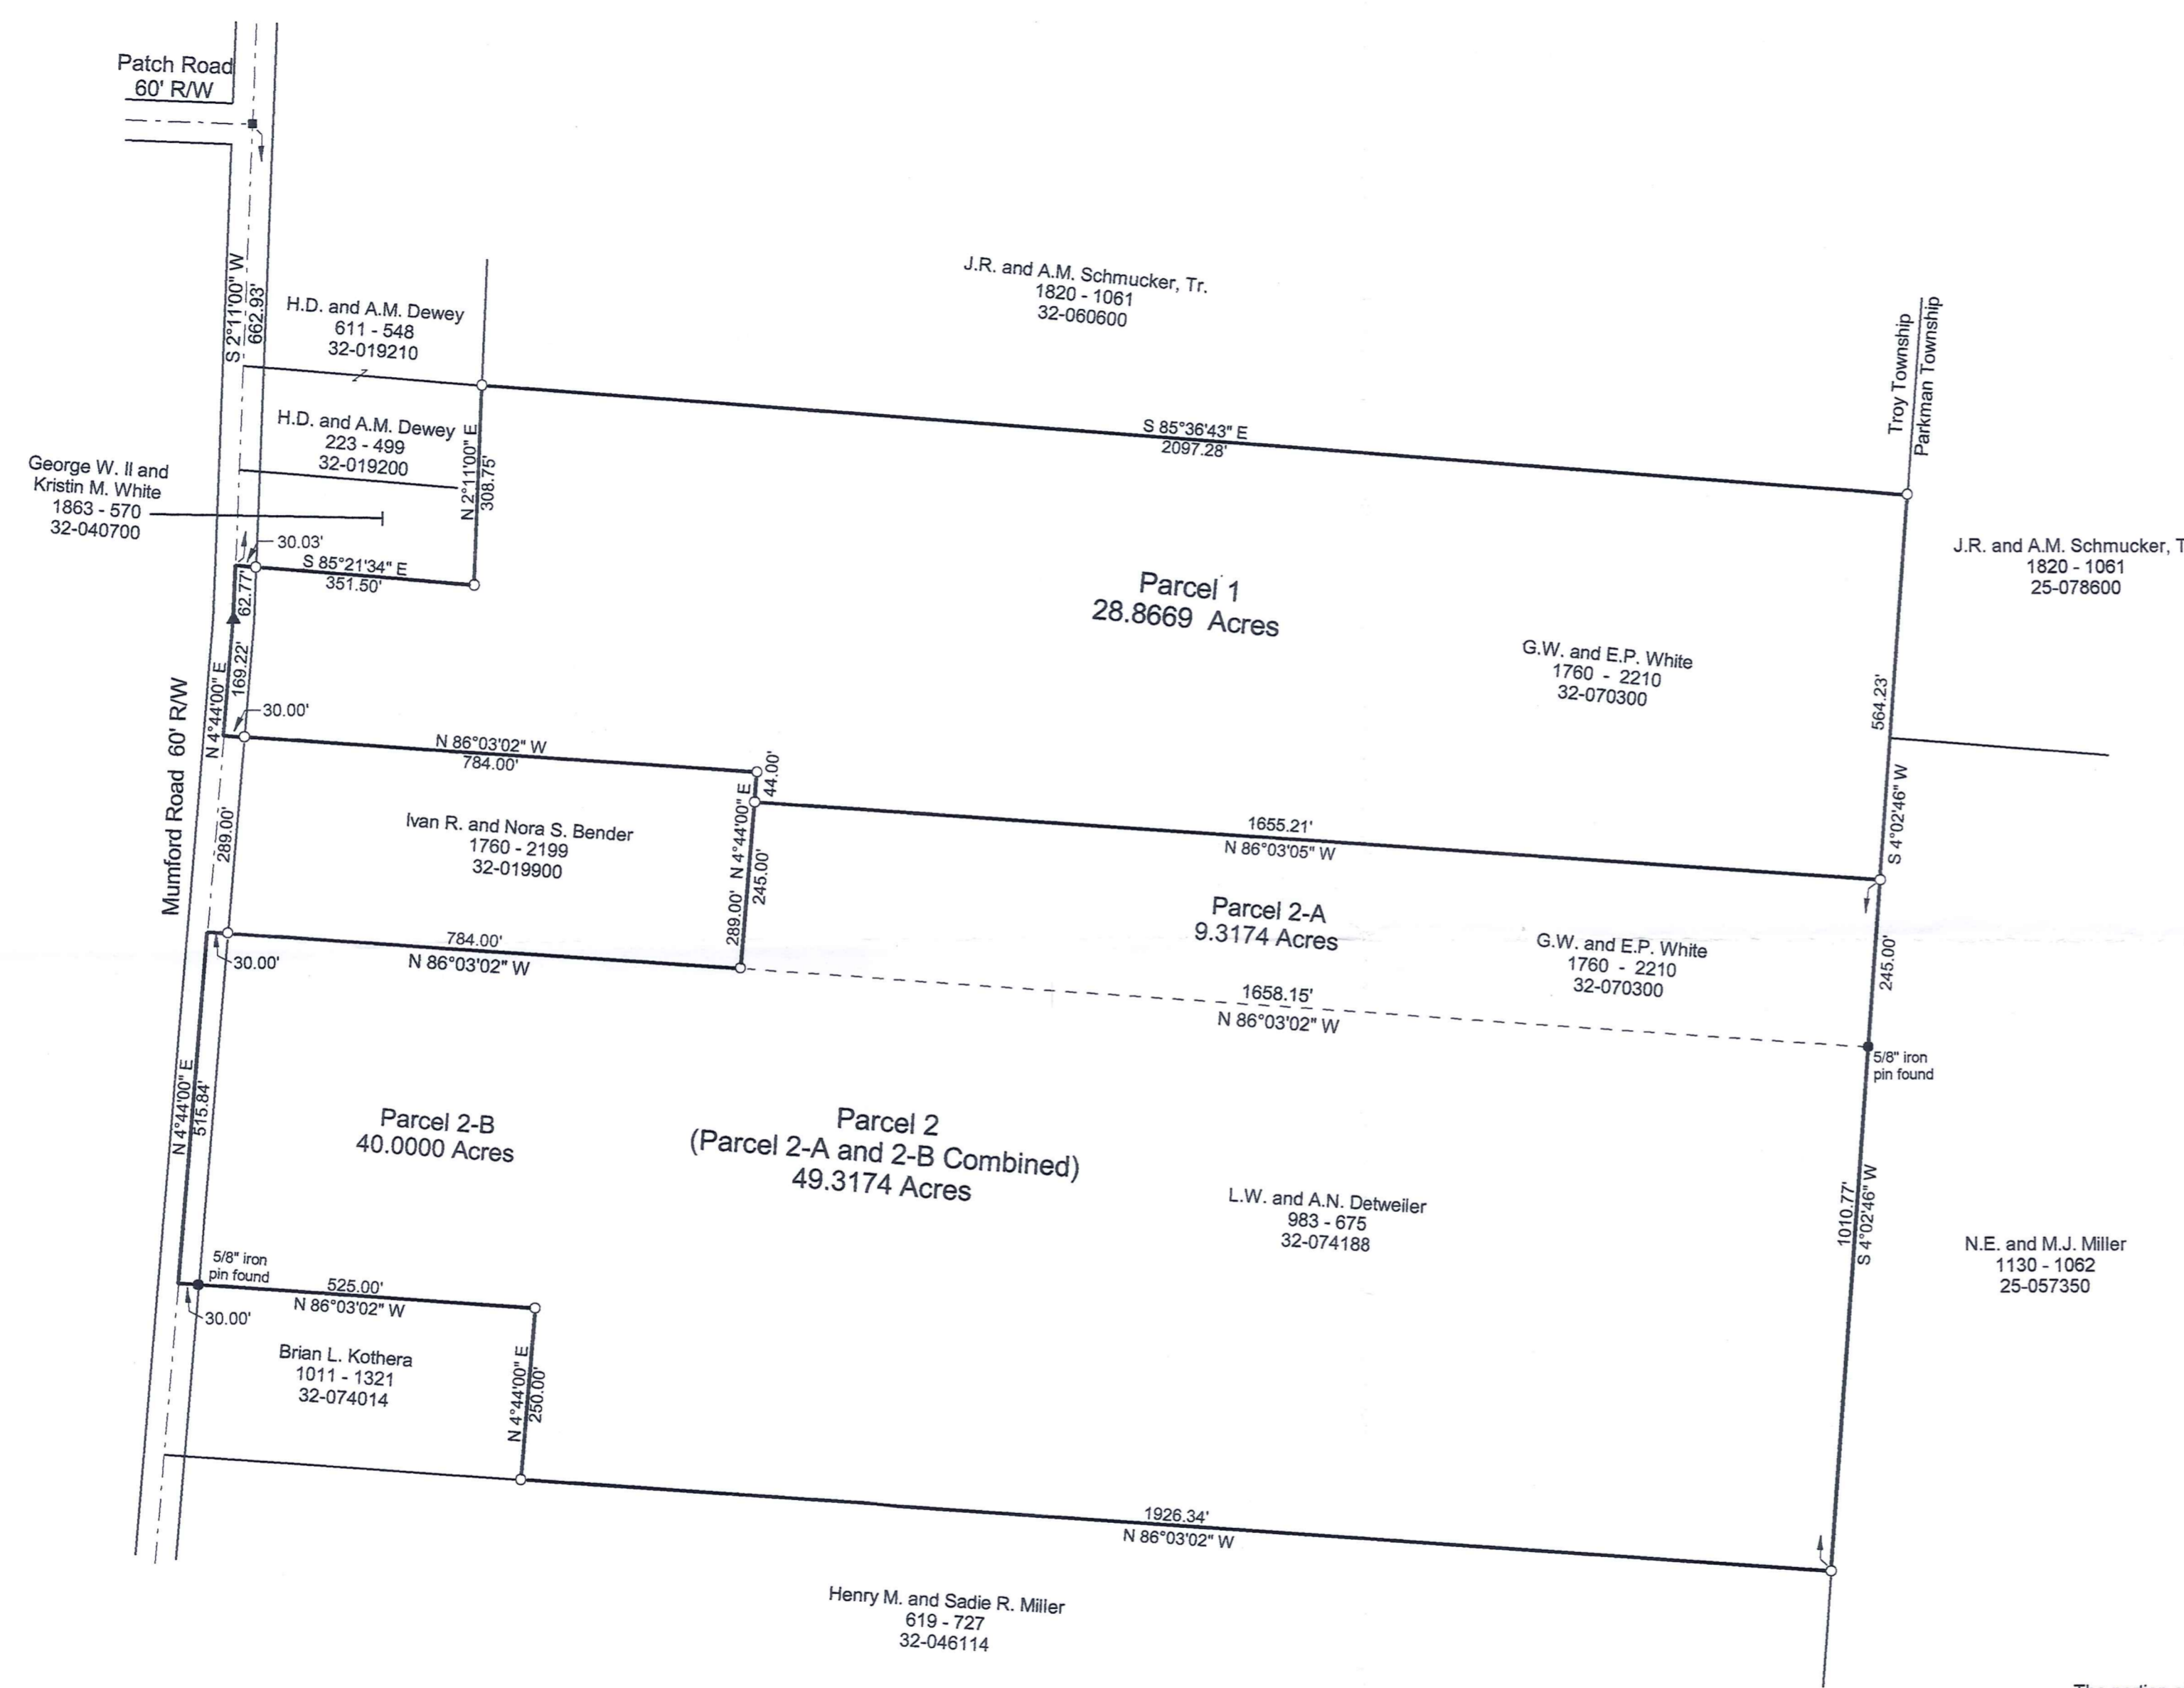 Patch Road
60' R/W
S 2°11'00" W
662.93'
H.D. and A.M. Dewey
611 - 548
32-019210
J.R. and A.M. Schmucker, Tr.
1820 - 1061
32-060600
Troy Township
Parkman Township
H.D. and A.M. Dewey
223 - 499
32-019200
N 2°11'00" E
308.75'
S 85°36'43" E
2097.28'
George W. II and
Kristin M. White
1863 - 570
32-040700
30.03'
S 85°21'34" E
351.50'
62.77'
J.R. and A.M. Schmucker, T
1820 - 1061
25-078600
Parcel 1
28.8669 Acres
G.W. and E.P. White
1760 - 2210
32-070300
564.23'
S 4°02'46" W
N 4°44'00" E
169.22'
30.00'
Mumford Road 60' R/W
N 86°03'02" W
784.00'
44.00'
289.00'
Ivan R. and Nora S. Bender
1760 - 2199
32-019900
289.00' N 4°44'00" E
245.00'
1655.21'
N 86°03'05" W
Parcel 2-A
9.3174 Acres
G.W. and E.P. White
1760 - 2210
32-070300
245.00'
784.00'
N 86°03'02" W
30.00'
1658.15'
N 86°03'02" W
5/8" iron
pin found
N 4°44'00" E
515.84'
Parcel 2-B
40.0000 Acres
Parcel 2
(Parcel 2-A and 2-B Combined)
49.3174 Acres
L.W. and A.N. Detweiler
983 - 675
32-074188
1010.77'
S 4°02'46" W
N.E. and M.J. Miller
1130 - 1062
25-057350
5/8" iron
pin found
525.00'
N 86°03'02" W
30.00'
Brian L. Kothera
1011 - 1321
32-074014
N 4°44'00" E
250.00'
1926.34'
N 86°03'02" W
Henry M. and Sadie R. Miller
619 - 727
32-046114